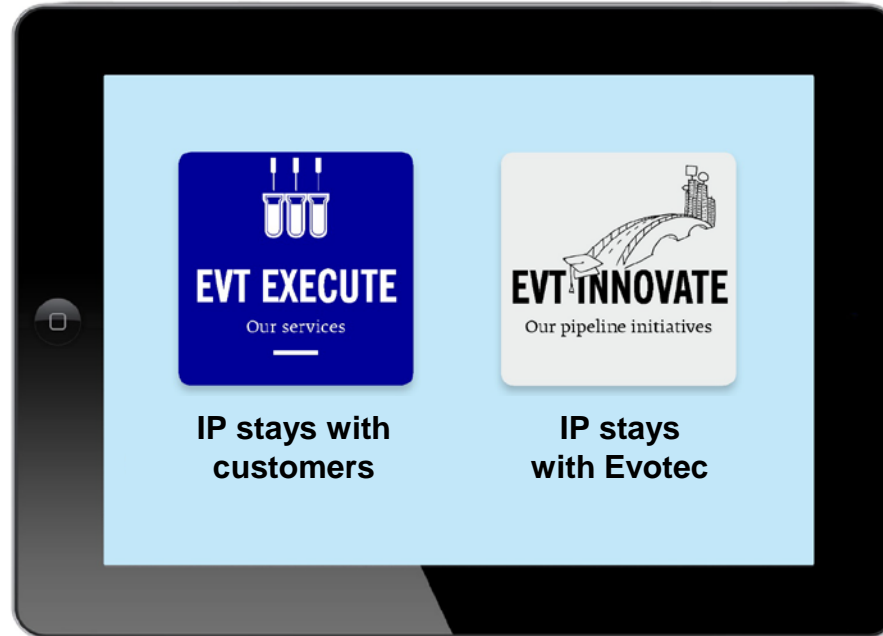 EVT EXECUTE
Our services
IP stays with
customers
EVT INNOVATE
Our pipeline initiatives
IP stays
with Evotec